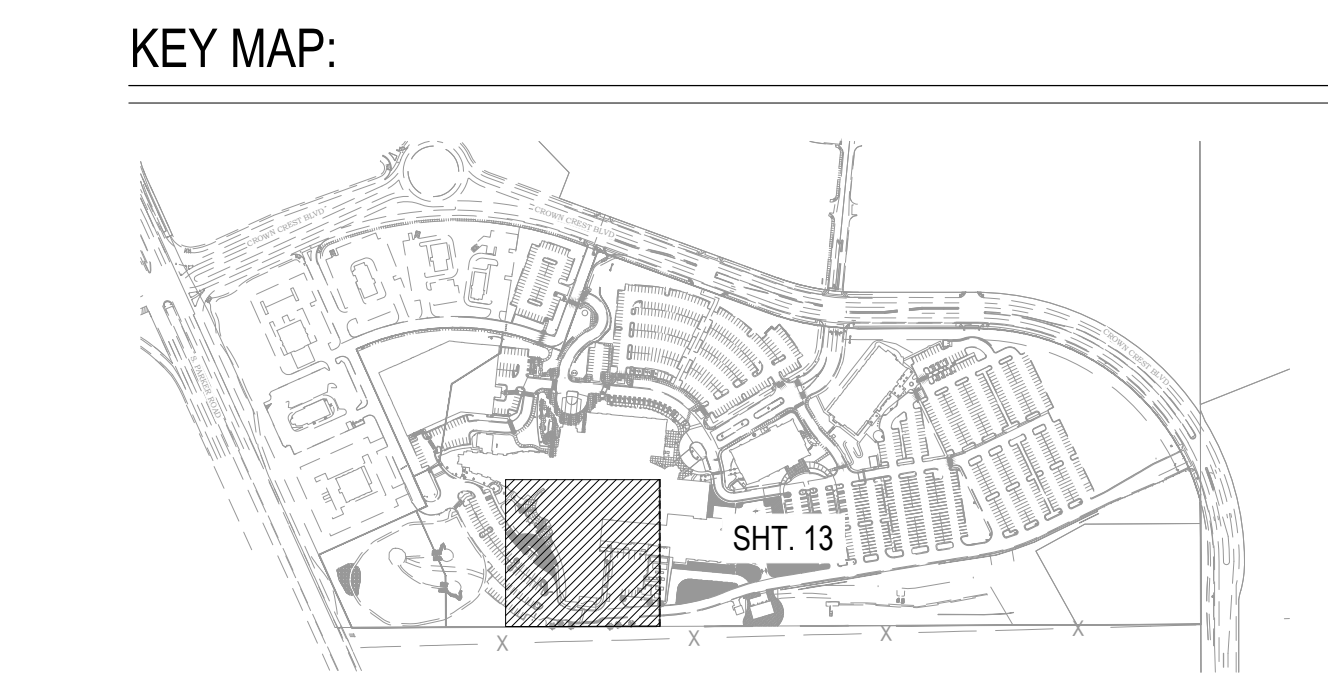 KEY MAP:
CROWN CREST BLVD
CROWN CREST BLVD
CROWN CREST BLVD
S PARKER ROAD
SHT. 13
X X X X